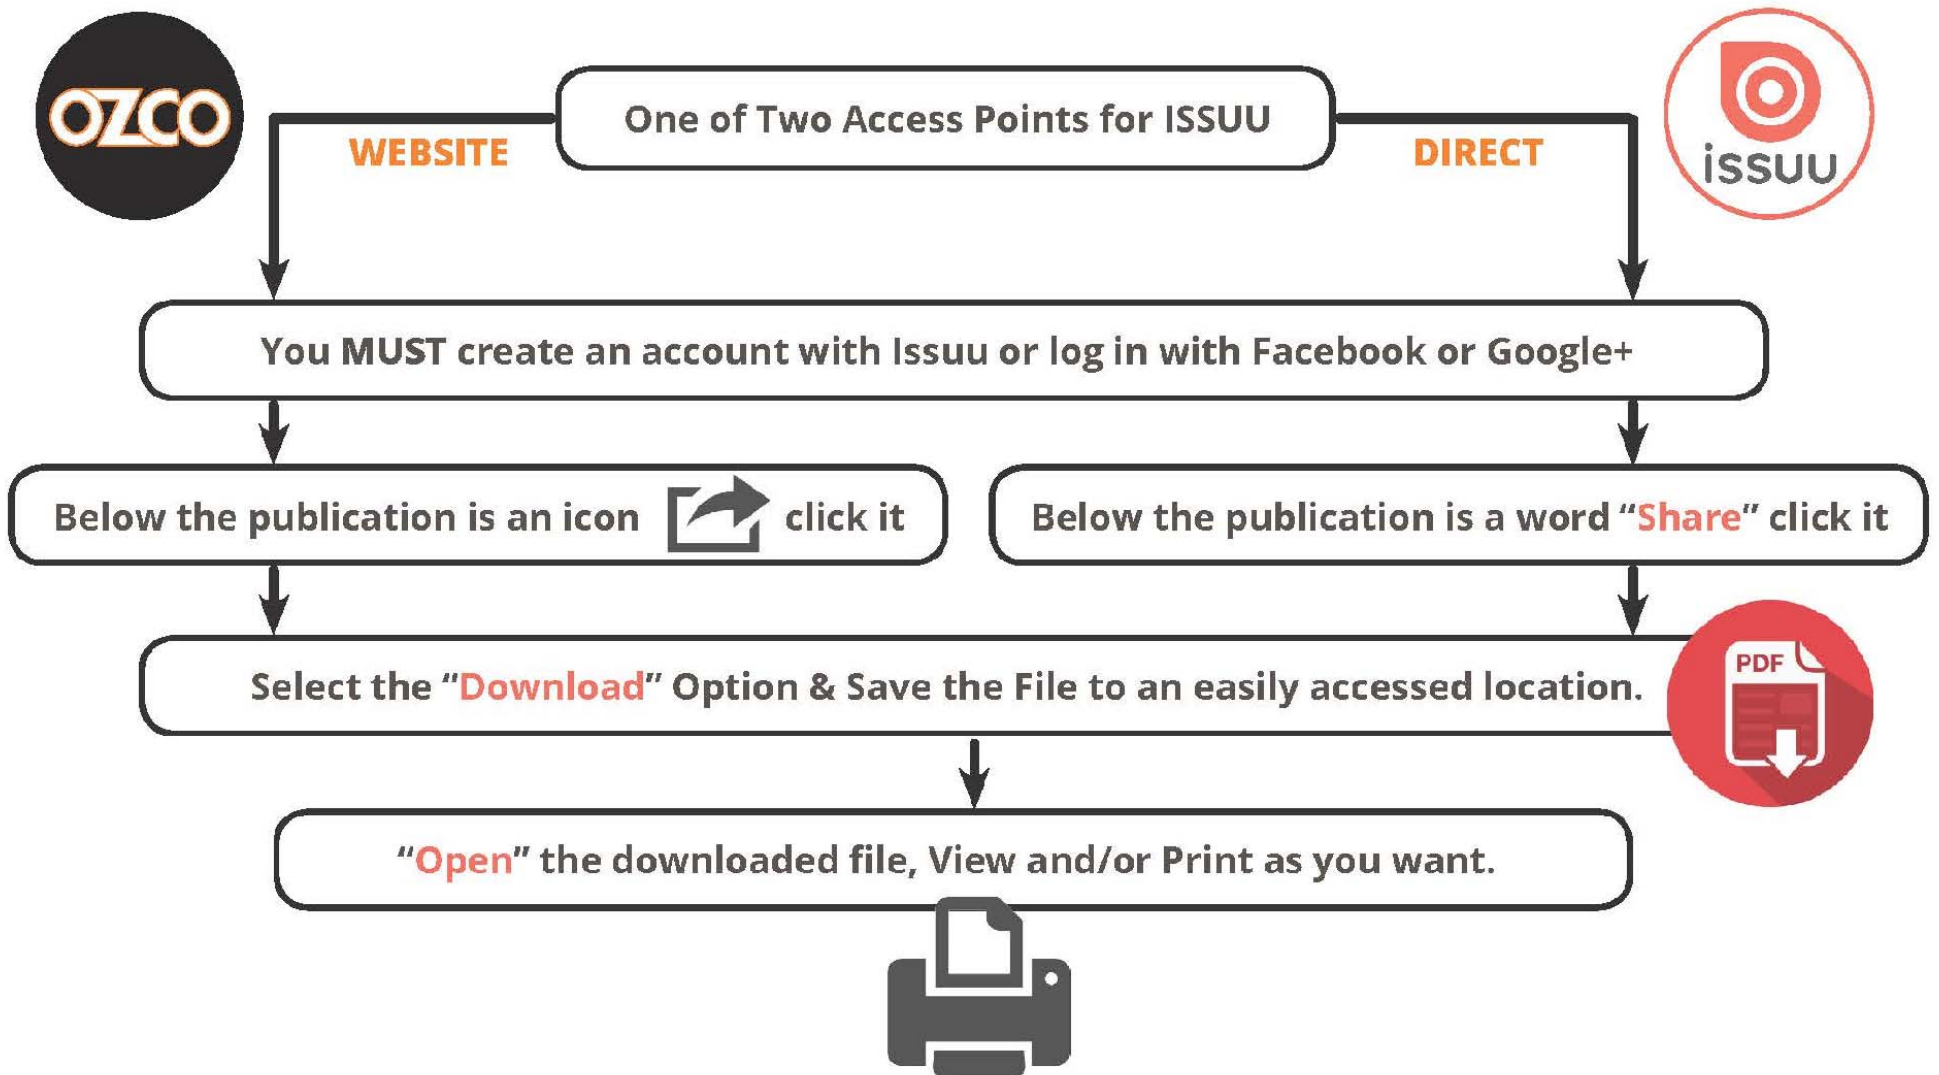 OZCO
One of Two Access Points for ISSUU
WEBSITE
DIRECT
issuu
You MUST create an account with Issuu or log in with Facebook or Google+
Below the publication is an icon click it
Below the publication is a word “Share” click it
Select the “Download” Option & Save the File to an easily accessed location.
PDF
“Open” the downloaded file, View and/or Print as you want.